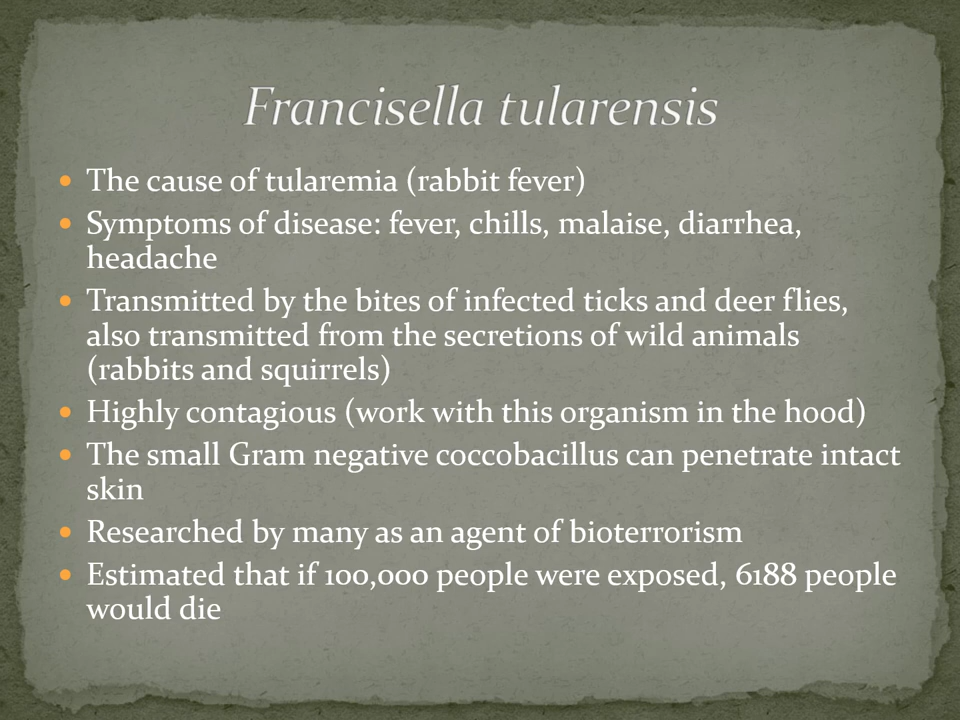 Francisella tularensis
• The cause of tularemia (rabbit fever)
• Symptoms of disease: fever, chills, malaise, diarrhea,
headache
• Transmitted by the bites of infected ticks and deer flies,
also transmitted from the secretions of wild animals
(rabbits and squirrels)
• Highly contagious (work with this organism in the hood)
• The small Gram negative coccobacillus can penetrate intact
skin
• Researched by many as an agent of bioterrorism
• Estimated that if 100,000 people were exposed, 6188 people
would die